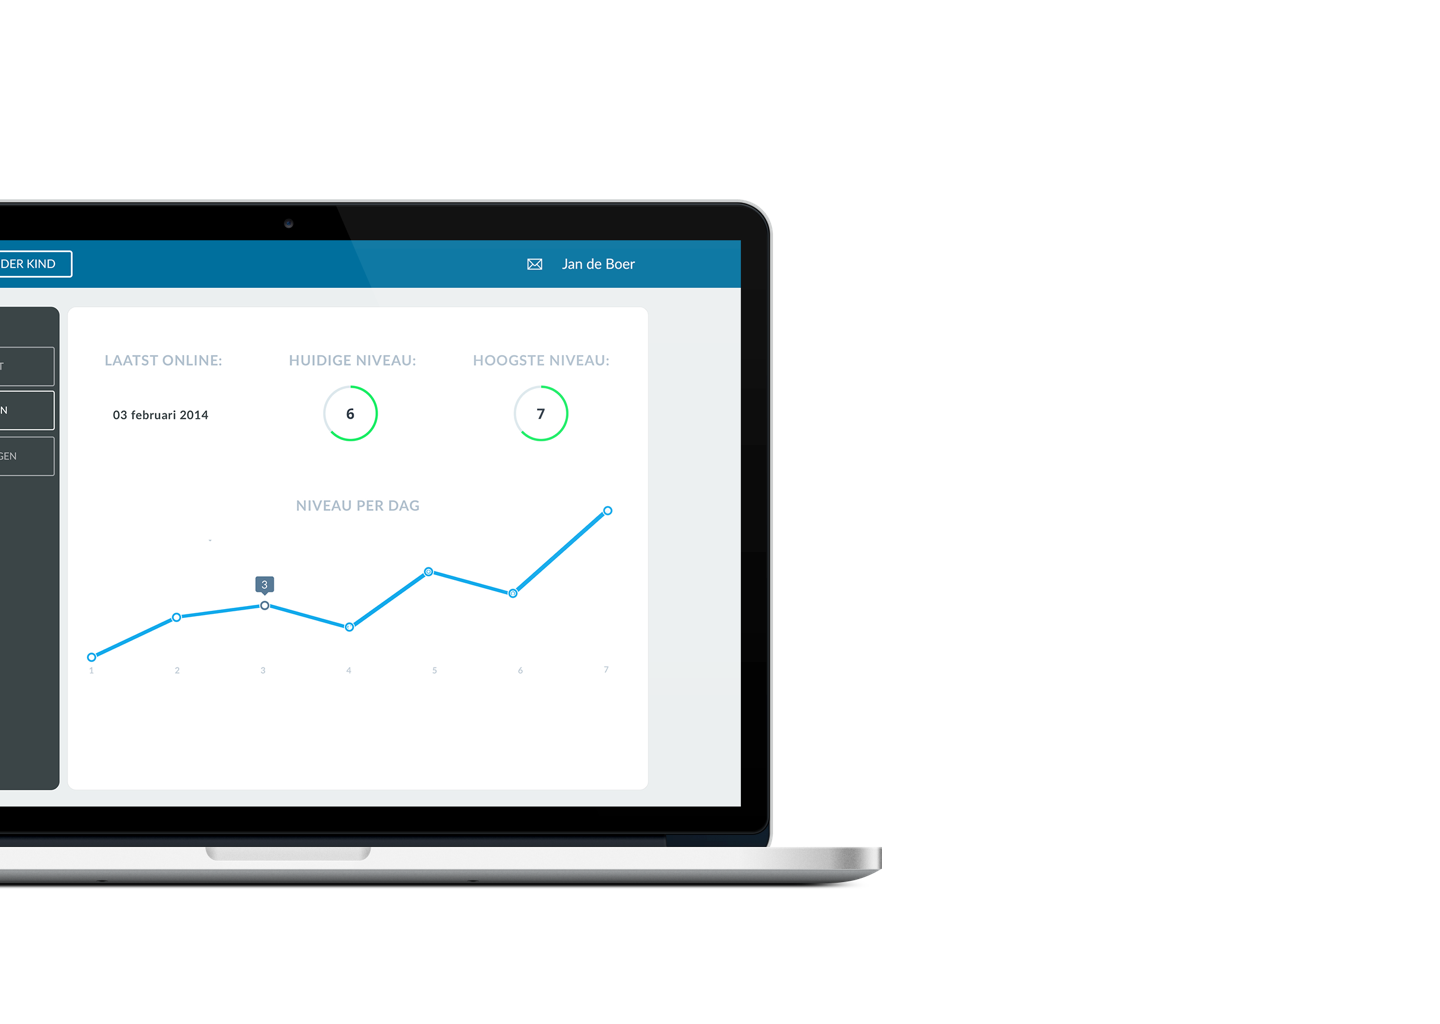 DER KIND
Jan de Boer
T
N
GEN
LAATST ONLINE:
HUIDIGE NIVEAU:
HOOGSTE NIVEAU:
03 februari 2014
6
7
NIVEAU PER DAG
3
1
2
3
4
5
6
7